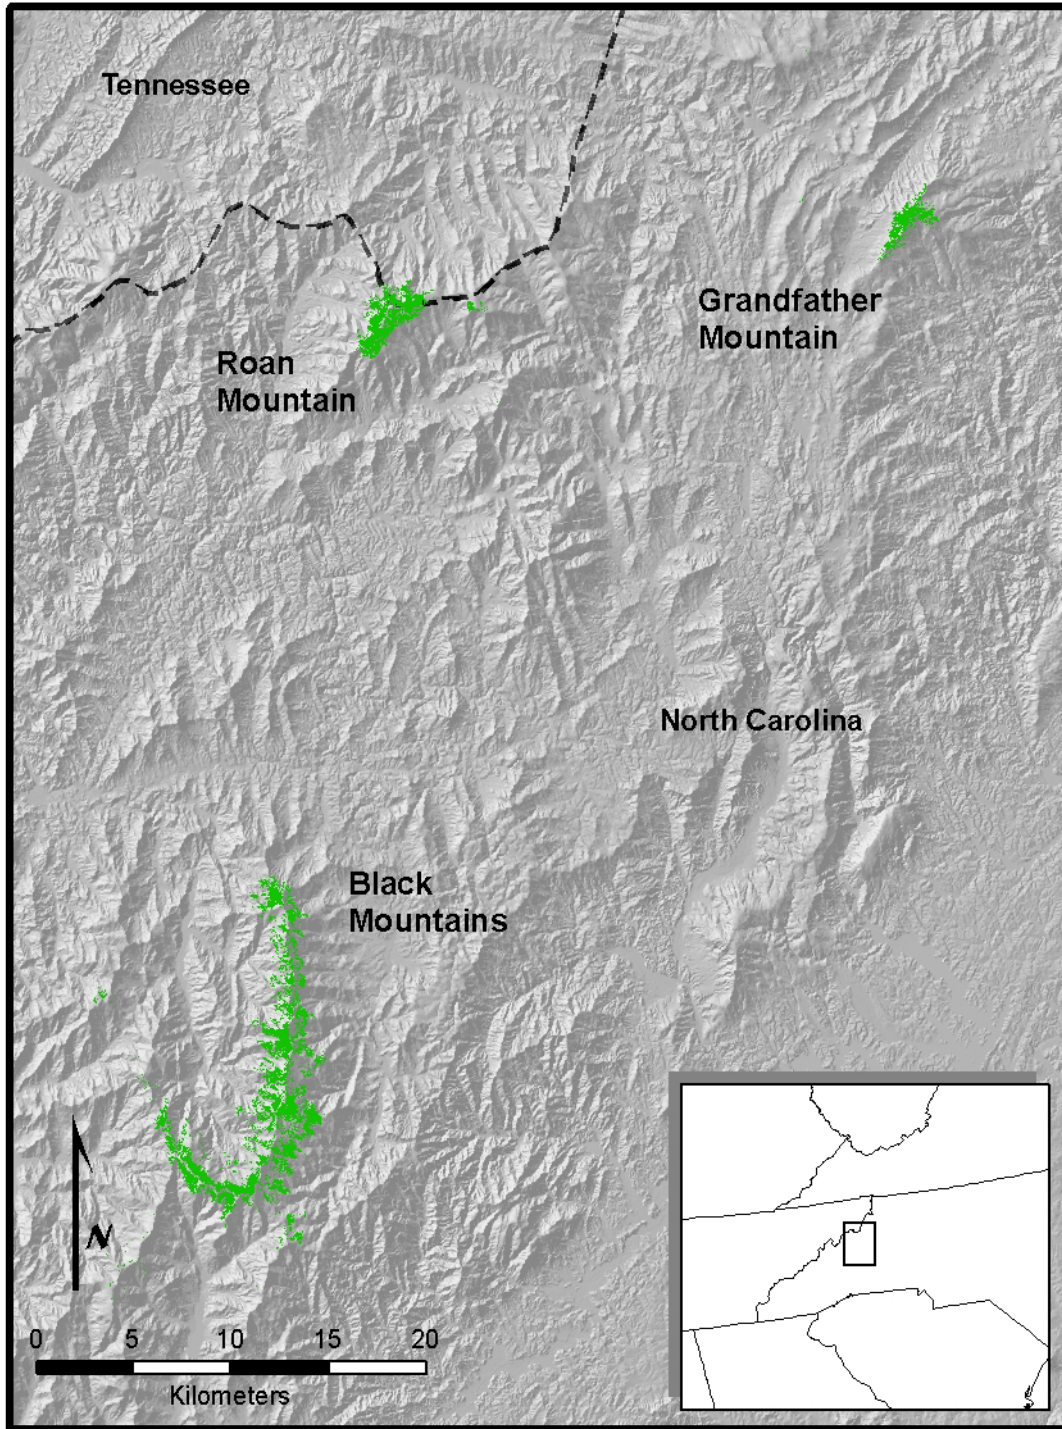 Tennessee
Grandfather
Mountain
Roan
Mountain
North Carolina
Black
Mountains
N
0 5 10 15 20
Kilometers